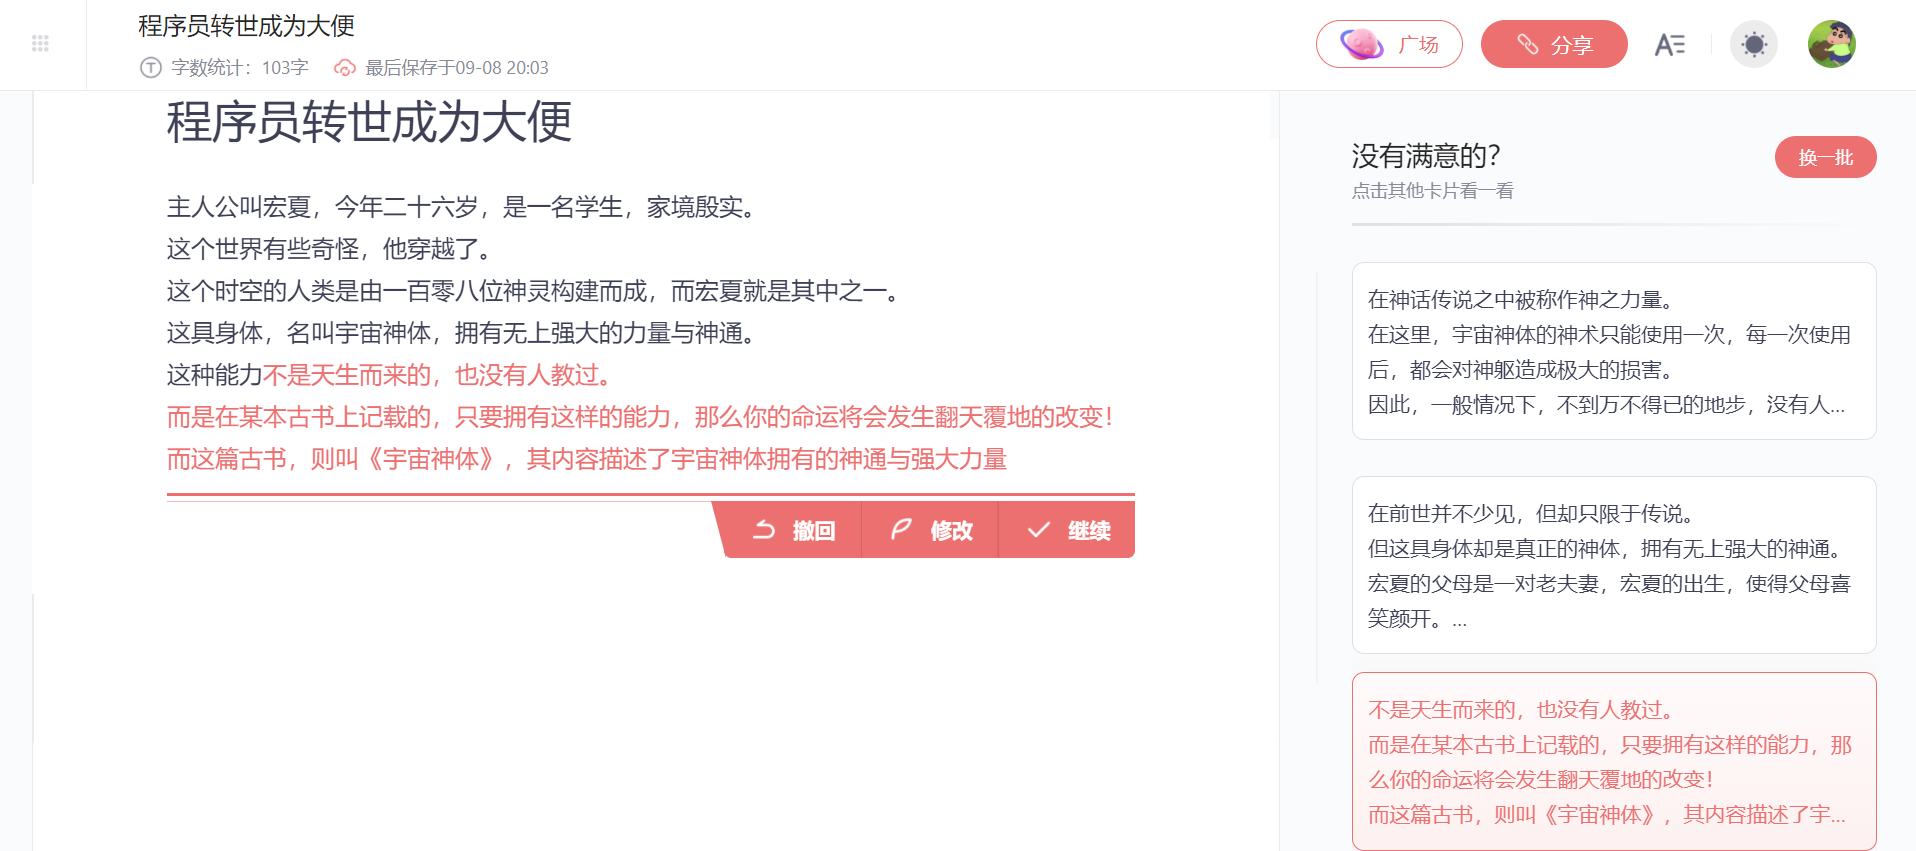 程序员转世成为大便
字数统计：103字 最后保存于09-08 20:03
广场
分享
程序员转世成为大便
主人公叫宏夏，今年二十六岁，是一名学生，家境殷实。
这个世界有些奇怪，他穿越了。
这个时空的人类是由一百零八位神灵构建而成，而宏夏就是其中之一。
这具身体，名叫宇宙神体，拥有无上强大的力量与神通。
这种能力不是天生而来的，也没有人教过。
而是在某本古书上记载的，只要拥有这样的能力，那么你的命运将会发生翻天覆地的改变！
而这篇古书，则叫《宇宙神体》，其内容描述了宇宙神体拥有的神通与强大力量
撤回
修改
继续
没有满意的？
换一批
点击其他卡片看一看
在神话传说之中被称作神之力量。
在这里，宇宙神体的神术只能使用一次，每一次使用
后，都会对神躯造成极大的损害。
因此，一般情况下，不到万不得已的地步，没有人...
在前世并不少见，但却只限于传说。
但这具身体却是真正的神体，拥有无上强大的神通。
宏夏的父母是一对老夫妻，宏夏的出生，使得父母喜
笑颜开。...
不是天生而来的，也没有人教过。
而是在某本古书上记载的，只要拥有这样的能力，那
么你的命运将会发生翻天覆地的改变！
而这篇古书，则叫《宇宙神体》，其内容描述了宇...